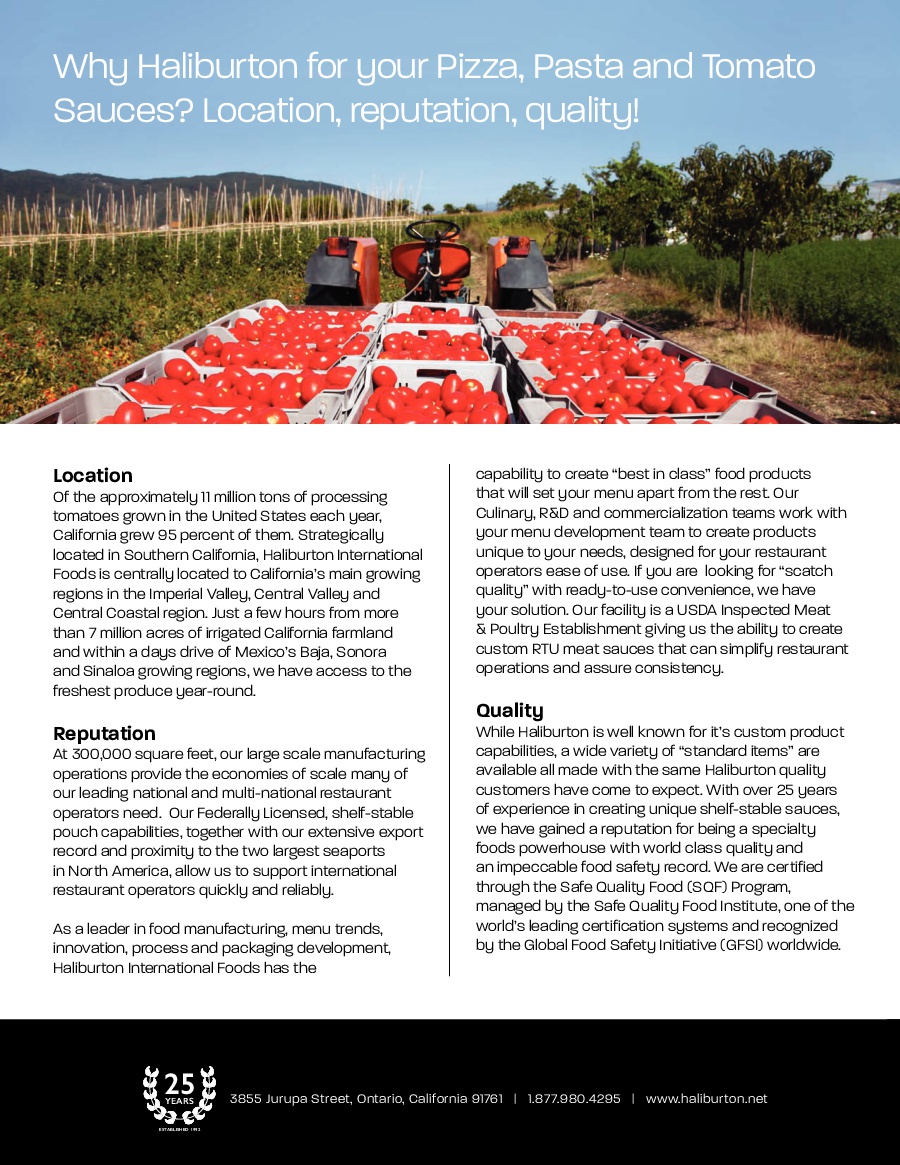 Why Haliburton for your Pizza, Pasta and Tomato
Sauces? Location, reputation, quality!
Location
Of the approximately 11 million tons of processing
tomatoes grown in the United States each year,
California grew 95 percent of them. Strategically
located in Southern California, Haliburton International
Foods is centrally located to California's main growing
regions in the Imperial Valley, Central Valley and
Central Coastal region. Just a few hours from more
than 7 million acres of irrigated California farmland
and within a days drive of Mexico's Baja, Sonora
and Sinaloa growing regions, we have access to the
freshest produce year-round.
Reputation
At 300,000 square feet, our large scale manufacturing
operations provide the economies of scale many of
our leading national and multi-national restaurant
operators need.  Our Federally Licensed, shelf-stable
pouch capabilities, together with our extensive export
record and proximity to the two largest seaports
in North America, allow us to support international
restaurant operators quickly and reliably.
As a leader in food manufacturing, menu trends,
innovation, process and packaging development,
Haliburton International Foods has the
capability to create “best in class” food products
that will set your menu apart from the rest. Our
Culinary, R&D and commercialization teams work with
your menu development team to create products
unique to your needs, designed for your restaurant
operators ease of use. If you are  looking for “scatch
quality” with ready-to-use convenience, we have
your solution. Our facility is a USDA Inspected Meat
& Poultry Establishment giving us the ability to create
custom RTU meat sauces that can simplify restaurant
operations and assure consistency.
Quality
While Haliburton is well known for it's custom product
capabilities, a wide variety of “standard items” are
available all made with the same Haliburton quality
customers have come to expect. With over 25 years
of experience in creating unique shelf-stable sauces,
we have gained a reputation for being a specialty
foods powerhouse with world class quality and
an impeccable food safety record. We are certified
through the Safe Quality Food (SQF) Program,
managed by the Safe Quality Food Institute, one of the
world's leading certification systems and recognized
by the Global Food Safety Initiative (GFSI) worldwide.
25
YEARS
ESTABLISHED 1992
3855 Jurupa Street, Ontario, California 91761 | 1.877.980.4295 | www.haliburton.net